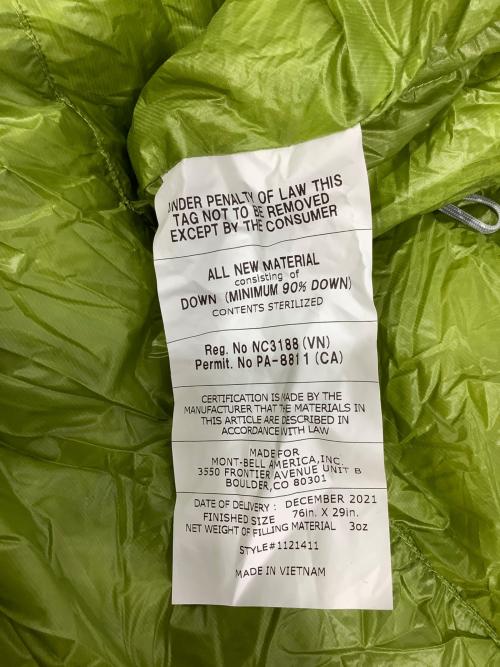 UNDER PENALTY OF LAW THIS
TAG NOT TO BE REMOVED
EXCEPT BY THE CONSUMER
ALL NEW MATERIAL
consisting of
DOWN (MINIMUM 90% DOWN)
CONTENTS STERILIZED
Reg. No NC3188 (VN)
Permit. No PA-8811 (CA)
CERTIFICATION IS MADE BY THE
MANUFACTURER THAT THE MATERIALS IN
THIS ARTICLE ARE DESCRIBED IN
ACCORDANCE WITH LAW
MADE FOR
MONT-BELL AMERICA,INC.
3550 FRONTIER AVENUE UNIT B
BOULDER,CO 80301
DATE OF DELIVERY : DECEMBER 2021
FINISHED SIZE 76in. X 29in.
NET WEIGHT OF FILLING MATERIAL 3oz
STYLE#1121411
MADE IN VIETNAM